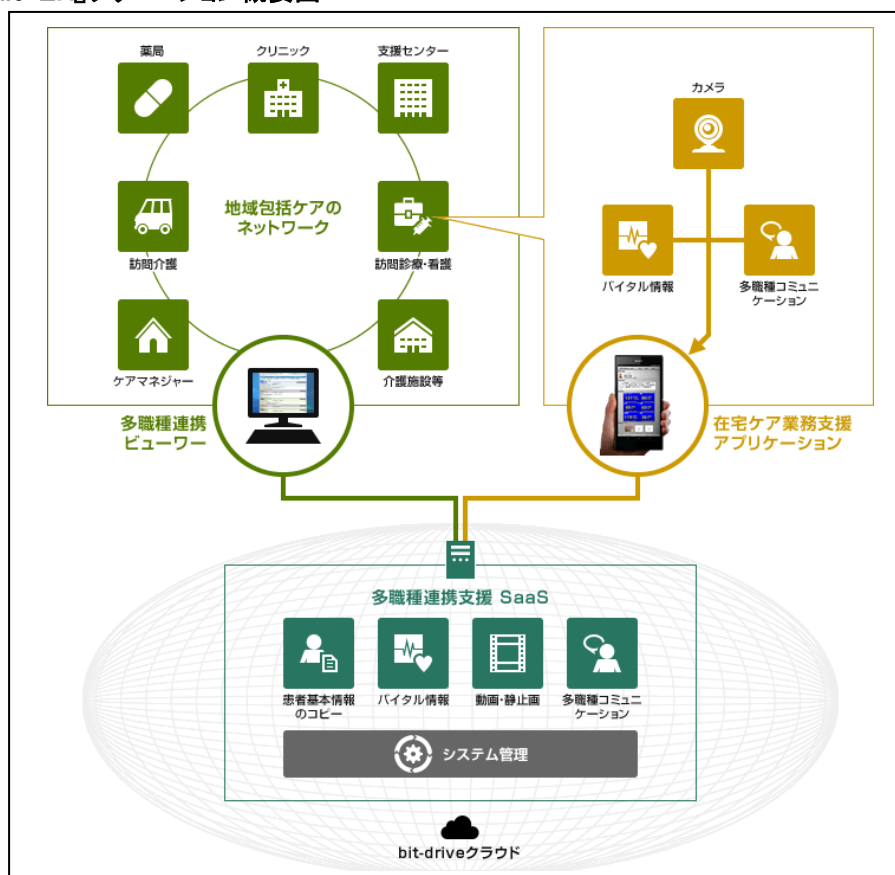 薬局
クリニック
支援センター
カメラ
地域包括ケアの
ネットワーク
訪問介護
訪問診療・看護
バイタル情報
多職種コミュニ
ケーション
ケアマネジャー
介護施設等
多職種連携
ビューワー
在宅ケア業務支援
アプリケーション
多職種連携支援 SaaS
患者基本情報
のコピー
バイタル情報
動画・静止画
多職種コミュニ
ケーション
システム管理
bit-driveクラウド